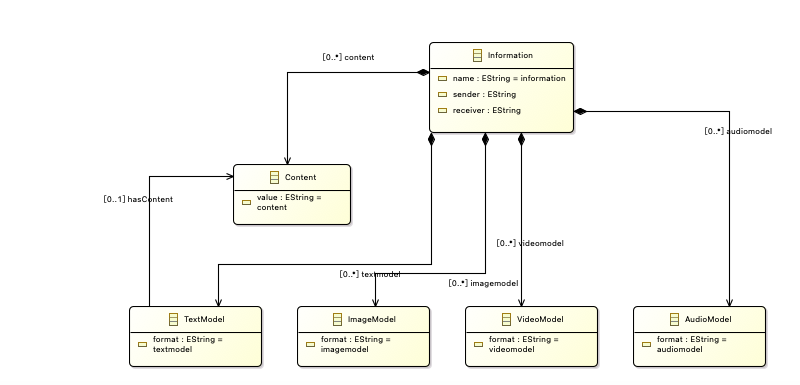 [0..*] content
Information
name : EString = information
sender : EString
receiver : EString
[0..*] audiomodel
Content
value : EString =
content
[0..1] hasContent
[0..*] videomodel
[0..*] textmodel
[0..*] imagemodel
TextModel
format : EString =
textmodel
ImageModel
format : EString =
imagemodel
VideoModel
format : EString =
videomodel
AudioModel
format : EString =
audiomodel